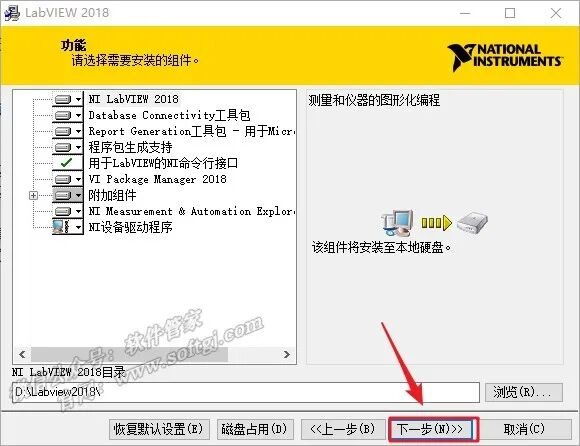 LabVIEW 2018
功能
请选择需要安装的组件。
NATIONAL
INSTRUMENTS
NI LabVIEW 2018
Database Connectivity工具包
Report Generation工具包 - 用于Micr
程序包生成支持
用于LabVIEW的NI命令行接口
VI Package Manager 2018
附加组件
NI Measurement & Automation Explore
NI设备驱动程序
测量和仪器的图形化编程
该组件将安装至本地硬盘。
微信公众号：软件管家
官网：www.softgj.com
NI LabVIEW 2018目录
D:\Labview2018\
浏览(R)...
恢复默认设置(E)
磁盘占用(D)
<<上一步(B)
下一步(N)>>
取消(C)